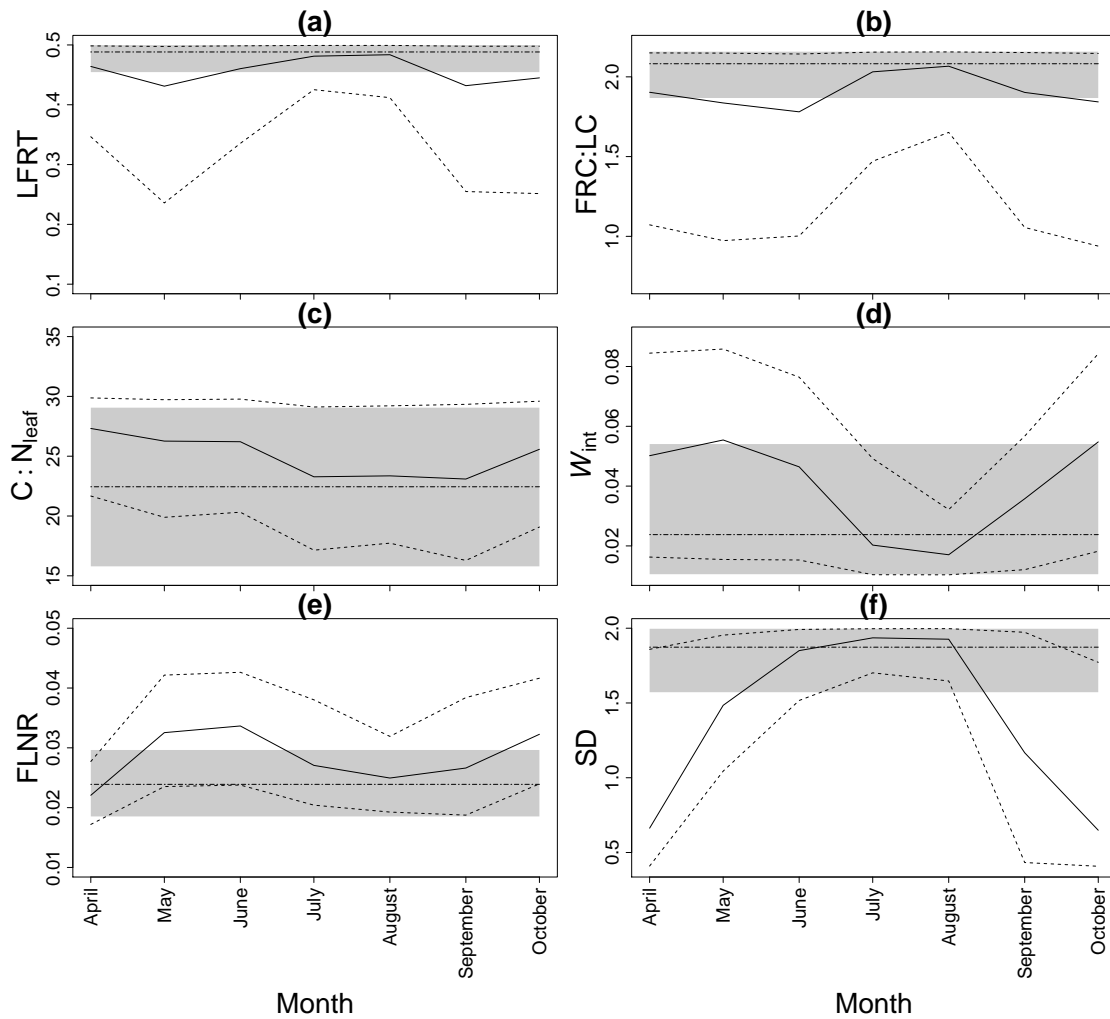 (a)
(b)
LFRT
0.1 0.2 0.3 0.4 0.5
FRC:LC
1.0 1.5 2.0
(c)
(d)
C : Nleaf
15 20 25 30 35
Wint
0.02 0.04 0.06 0.08
(e)
(f)
FLNR
0.01 0.02 0.03 0.04 0.05
SD
0.5 1.0 1.5 2.0
April May June July August September October
April May June July August September October
Month
Month